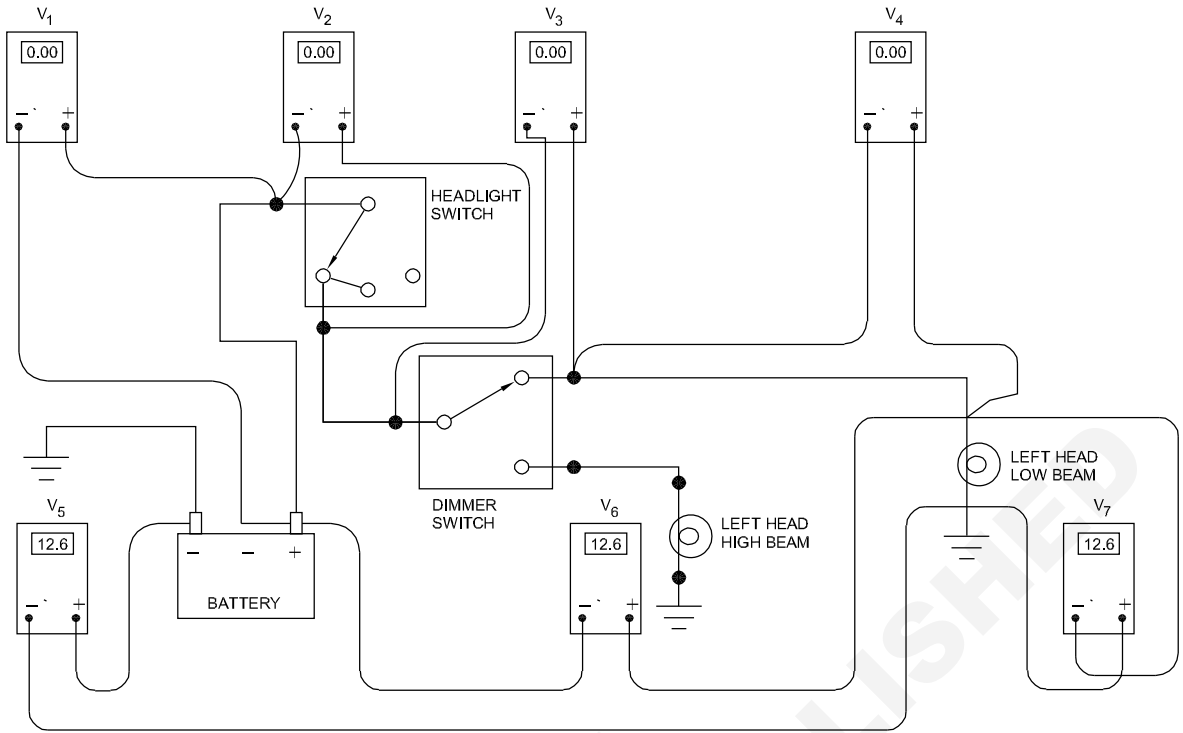 V1
V2
V3
V4
0.00
0.00
0.00
0.00
- +
- +
- +
- +
HEADLIGHT
SWITCH
LEFT HEAD
LOW BEAM
DIMMER
SWITCH
V5
V6
V7
LEFT HEAD
HIGH BEAM
12.6
12.6
12.6
- - +
BATTERY
- +
- +
- +
LISHED